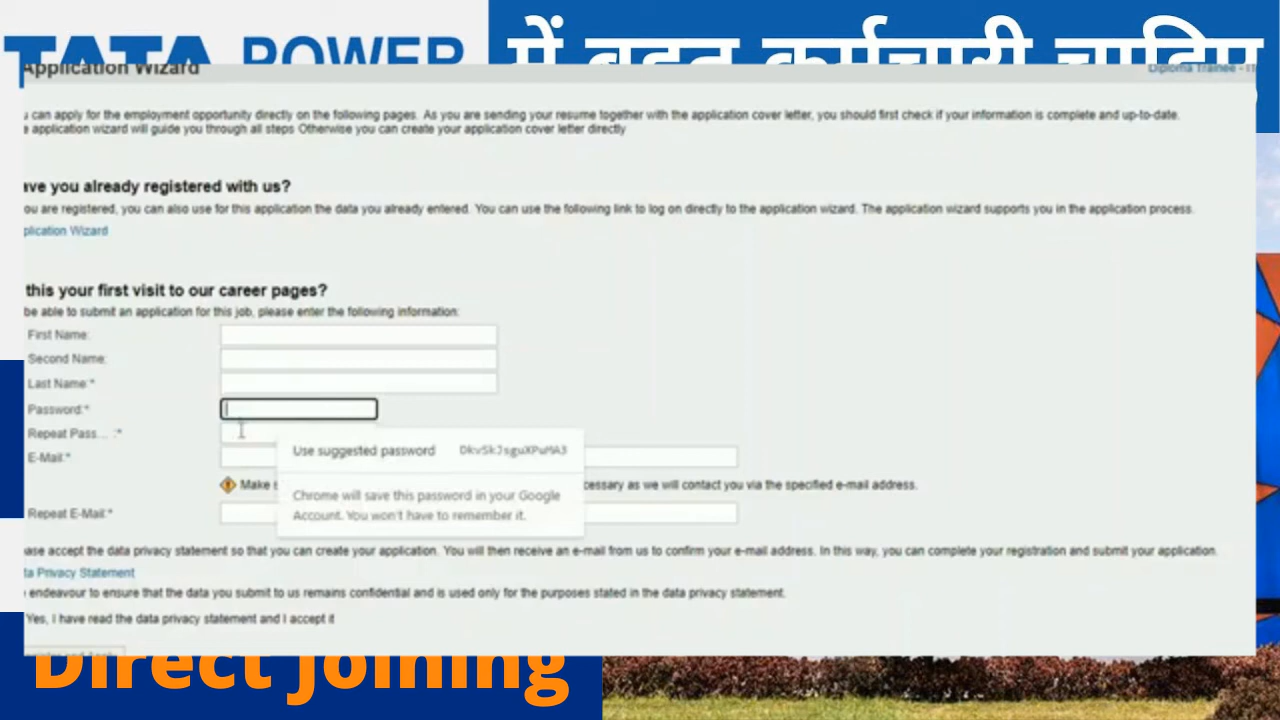 TATA POWER
में बहुत कर्मचारी चाहिए
Application Wizard
Diploma Trainee - IT
u can apply for the employment opportunity directly on the following pages. As you are sending your resume together with the application cover letter, you should first check if your information is complete and up-to-date.
e application wizard will guide you through all steps Otherwise you can create your application cover letter directly
ave you already registered with us?
ou are registered, you can also use for this application the data you already entered. You can use the following link to log on directly to the application wizard. The application wizard supports you in the application process.
plication Wizard
this your first visit to our career pages?
be able to submit an application for this job, please enter the following information:
First Name:
Second Name:
Last Name:*
Password:*
Repeat Pass... :*
Use suggested password
E-Mail:*
Make s
cessary as we will contact you via the specified e-mail address.
Chrome will save this password in your Google
Account. You won't have to remember it.
Repeat E-Mail:*
ase accept the data privacy statement so that you can create your application. You will then receive an e-mail from us to confirm your e-mail address. In this way, you can complete your registration and submit your application.
ta Privacy Statement
endeavour to ensure that the data you submit to us remains confidential and is used only for the purposes stated in the data privacy statement.
Yes, I have read the data privacy statement and I accept it
Direct Joining